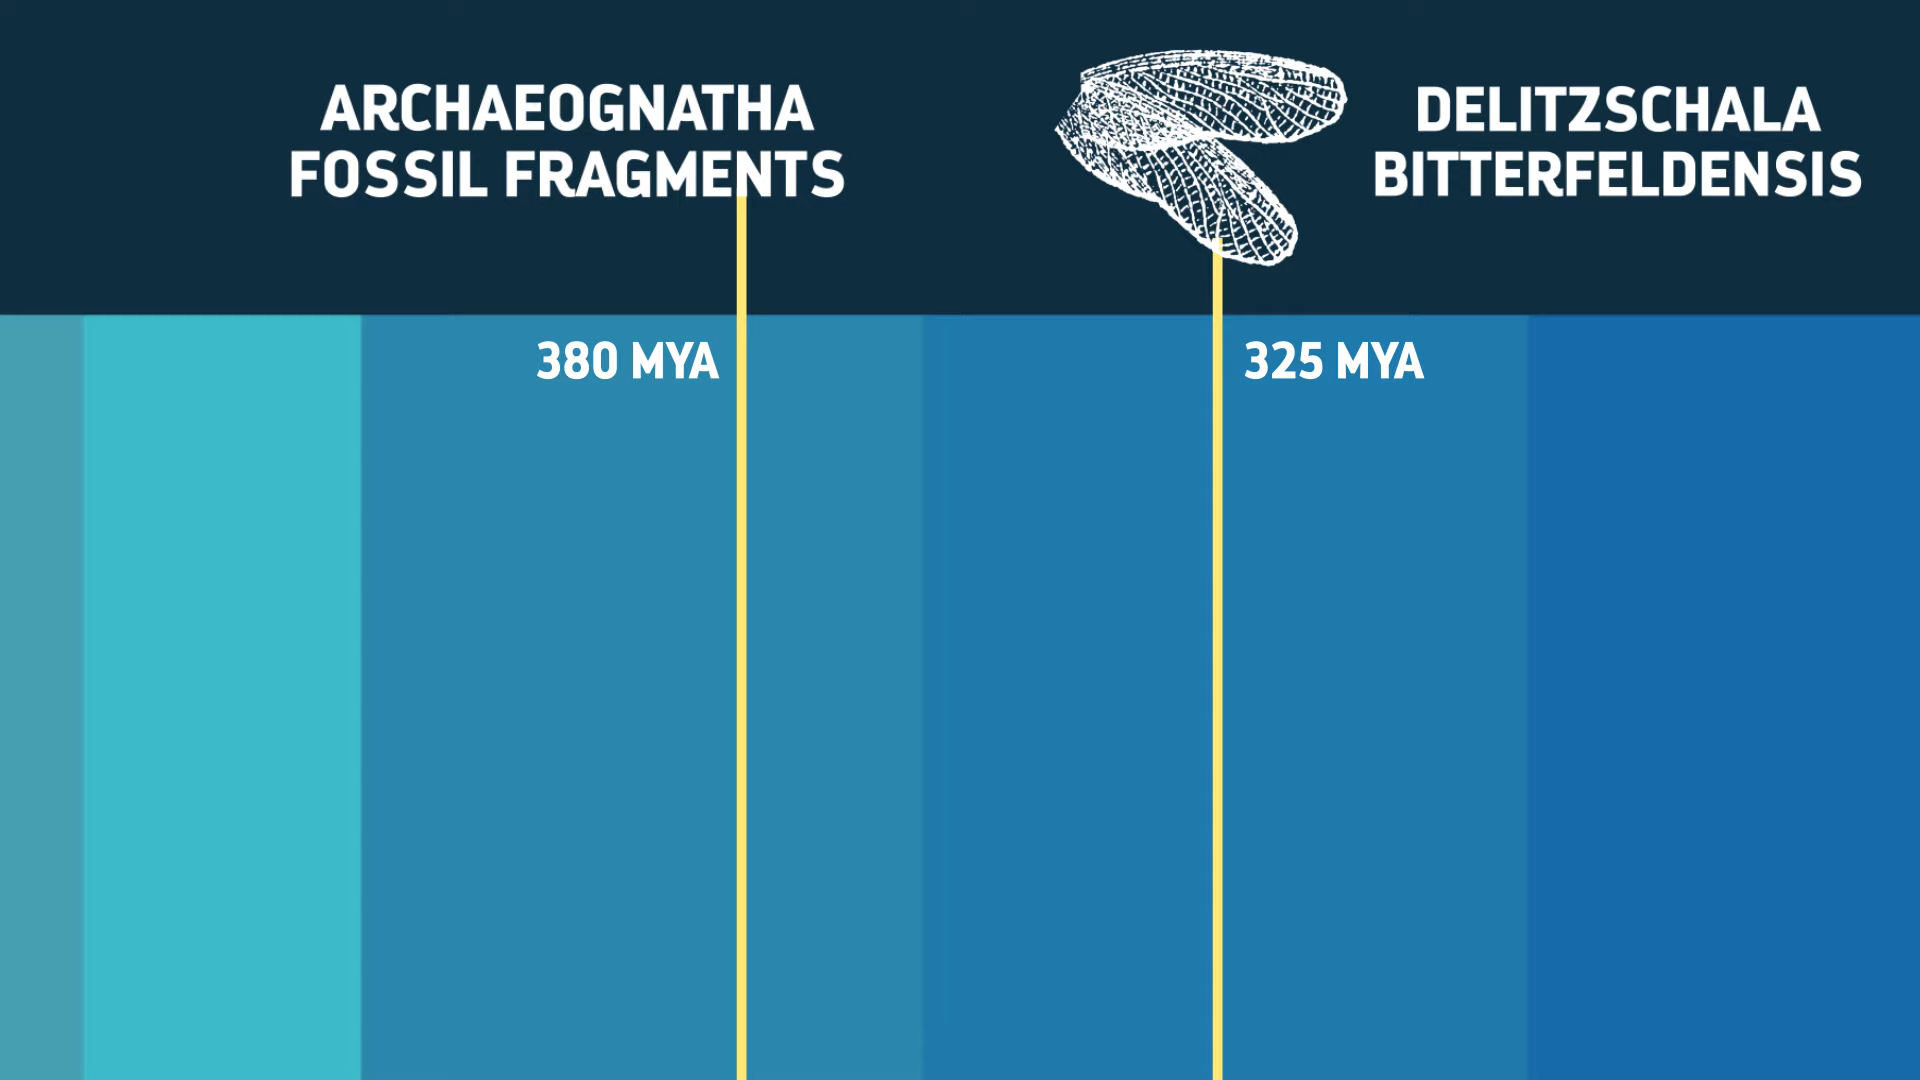 ARCHAEOGNATHA
FOSSIL FRAGMENTS
DELITZSCHALA
BITTERFELDENSIS
380 MYA
325 MYA